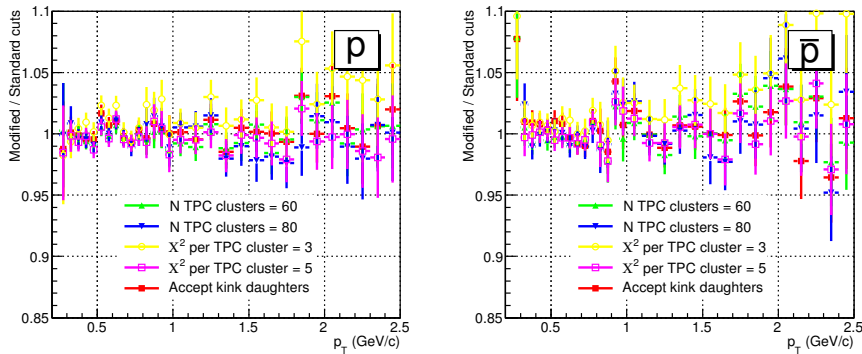 Modified / Standard cuts
1.1
1.05
1
0.95
0.9
0.85
p
N TPC clusters = 60
N TPC clusters = 80
Χ² per TPC cluster = 3
Χ² per TPC cluster = 5
Accept kink daughters
0.5 1 1.5 2 2.5
p_T (GeV/c)
Modified / Standard cuts
1.1
1.05
1
0.95
0.9
0.85
p̅
N TPC clusters = 60
N TPC clusters = 80
Χ² per TPC cluster = 3
Χ² per TPC cluster = 5
Accept kink daughters
0.5 1 1.5 2 2.5
p_T (GeV/c)